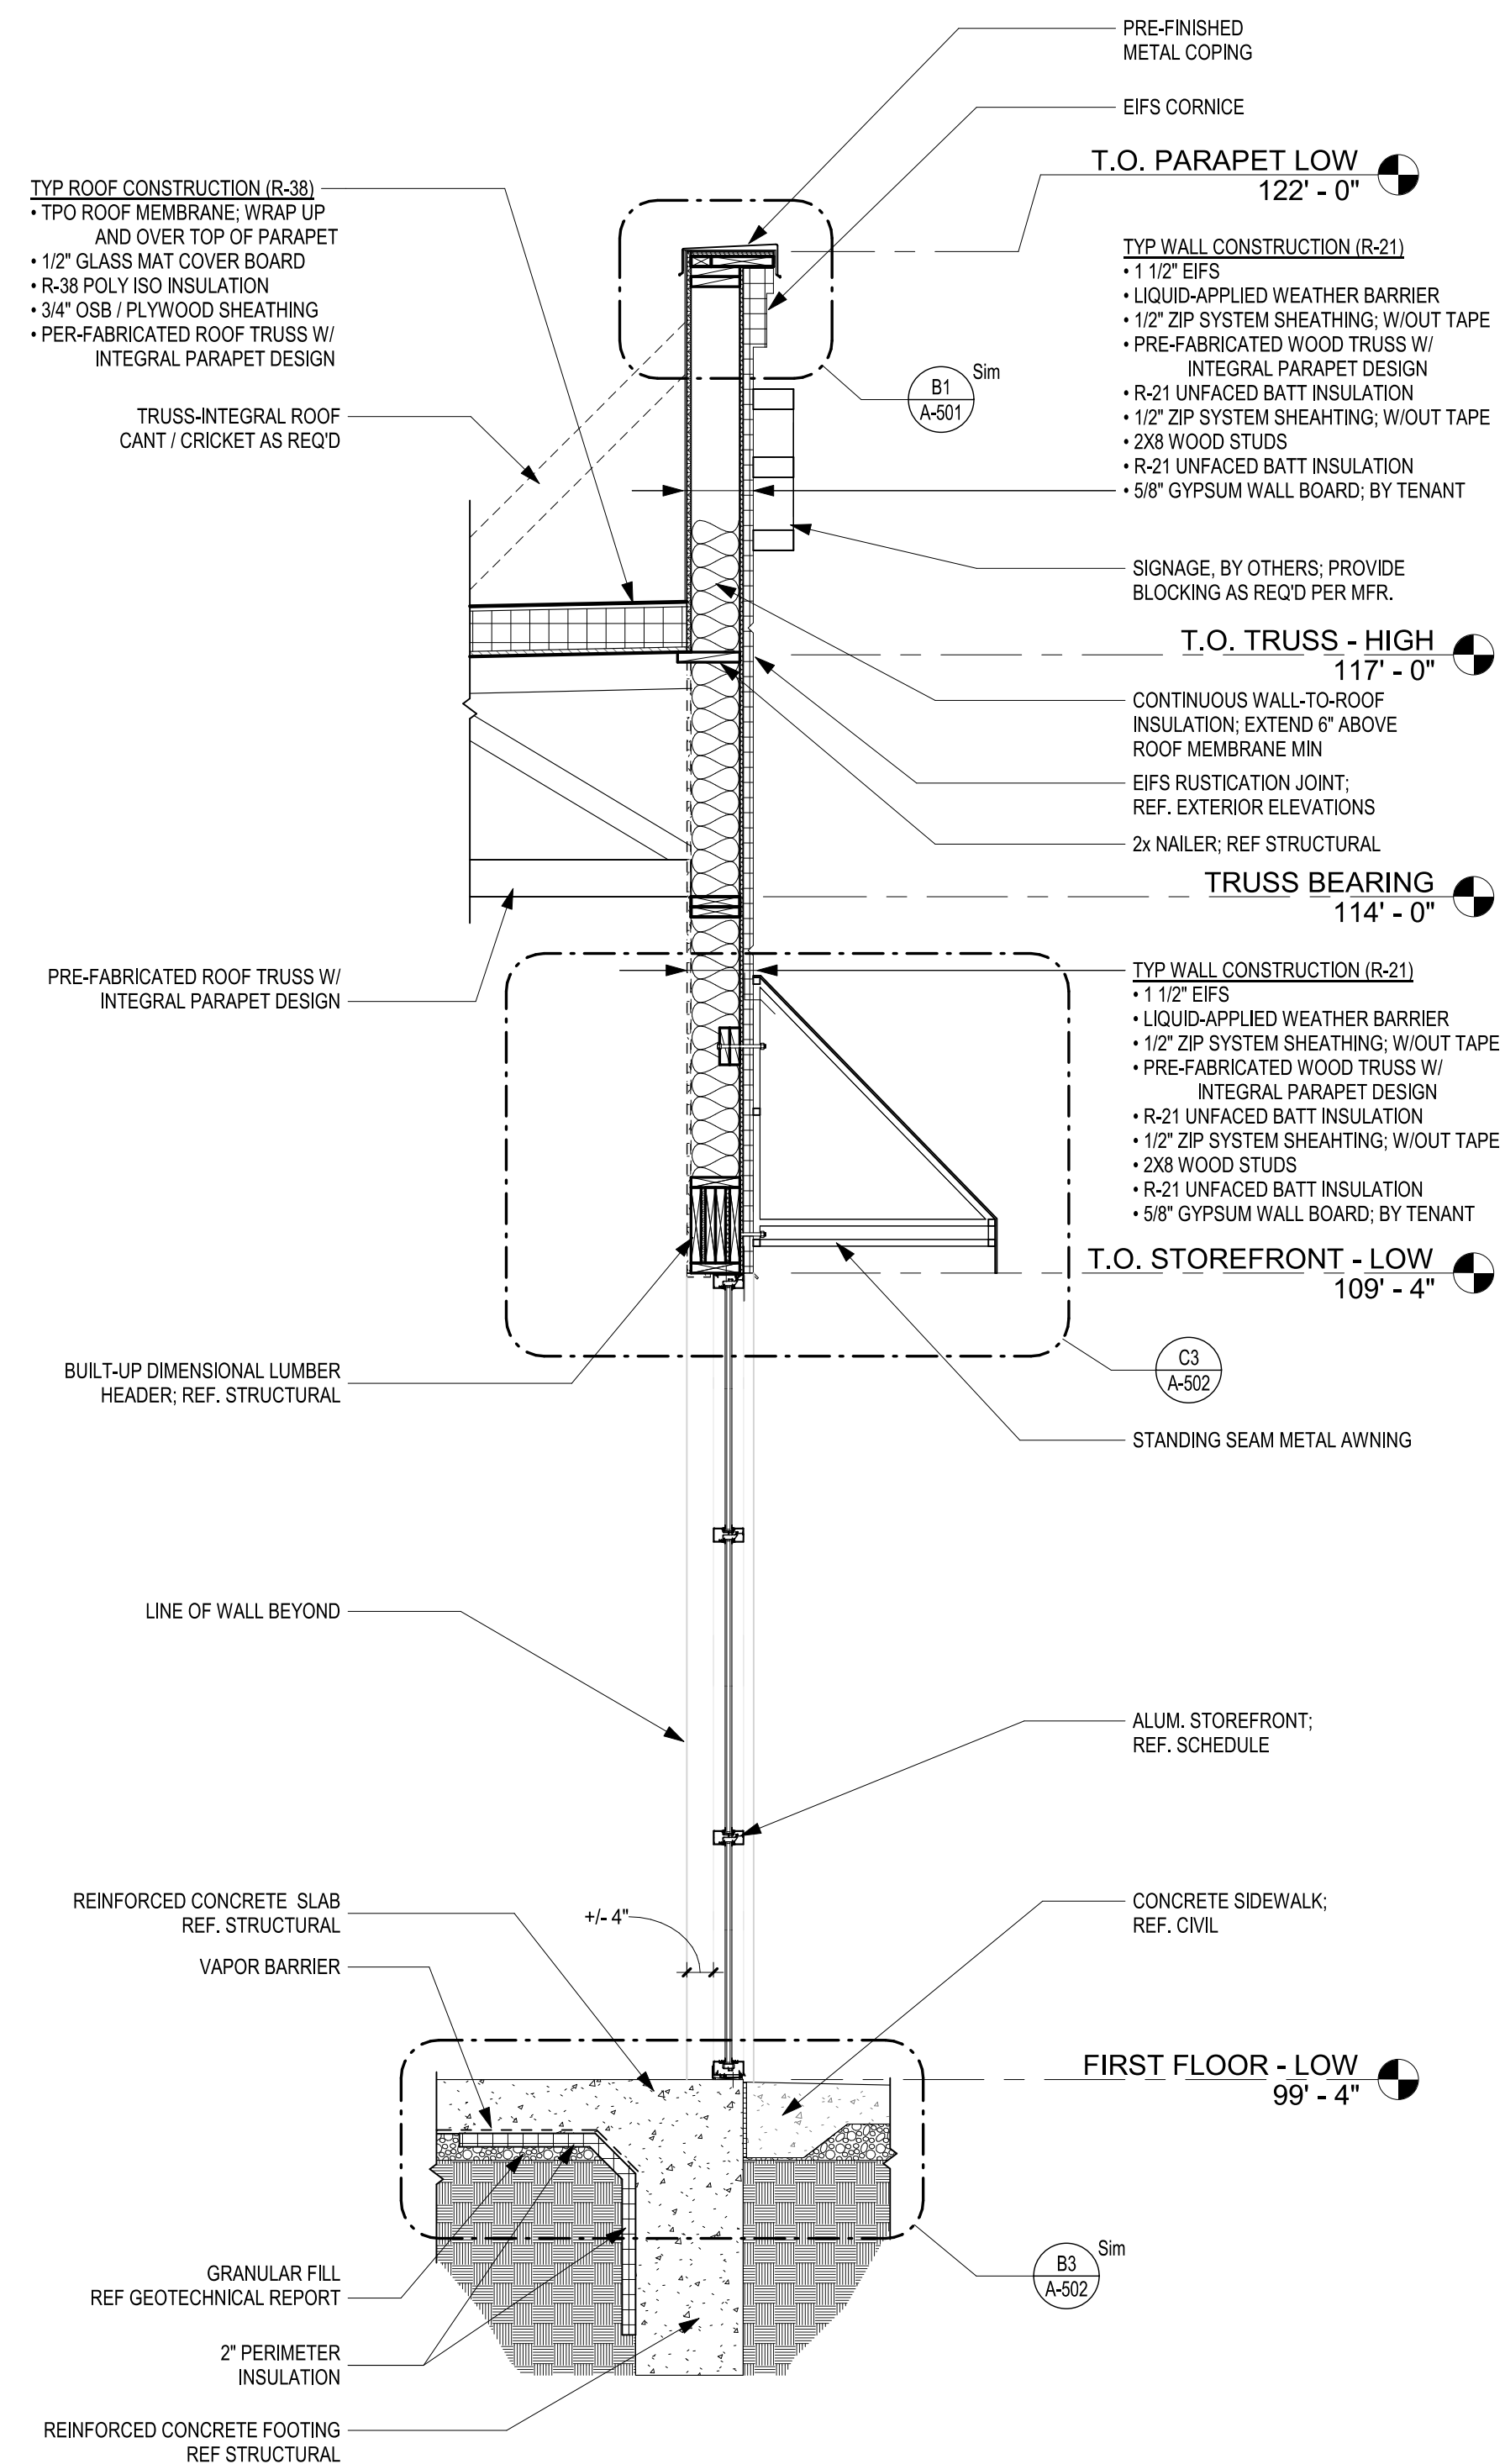 PRE-FINISHED
METAL COPING
EIFS CORNICE
T.O. PARAPET LOW
122' - 0"
TYP ROOF CONSTRUCTION (R-38)
• TPO ROOF MEMBRANE; WRAP UP
AND OVER TOP OF PARAPET
• 1/2" GLASS MAT COVER BOARD
• R-38 POLY ISO INSULATION
• 3/4" OSB / PLYWOOD SHEATHING
• PER-FABRICATED ROOF TRUSS W/
INTEGRAL PARAPET DESIGN
TYP WALL CONSTRUCTION (R-21)
• 1 1/2" EIFS
• LIQUID-APPLIED WEATHER BARRIER
• 1/2" ZIP SYSTEM SHEATHING; W/OUT TAPE
• PRE-FABRICATED WOOD TRUSS W/
INTEGRAL PARAPET DESIGN
• R-21 UNFACED BATT INSULATION
• 1/2" ZIP SYSTEM SHEAHTING; W/OUT TAPE
• 2X8 WOOD STUDS
• R-21 UNFACED BATT INSULATION
• 5/8" GYPSUM WALL BOARD; BY TENANT
B1
A-501
Sim
TRUSS-INTEGRAL ROOF
CANT / CRICKET AS REQ'D
SIGNAGE, BY OTHERS; PROVIDE
BLOCKING AS REQ'D PER MFR.
T.O. TRUSS - HIGH
117' - 0"
CONTINUOUS WALL-TO-ROOF
INSULATION; EXTEND 6" ABOVE
ROOF MEMBRANE MIN
EIFS RUSTICATION JOINT;
REF. EXTERIOR ELEVATIONS
2x NAILER; REF STRUCTURAL
TRUSS BEARING
114' - 0"
PRE-FABRICATED ROOF TRUSS W/
INTEGRAL PARAPET DESIGN
TYP WALL CONSTRUCTION (R-21)
• 1 1/2" EIFS
• LIQUID-APPLIED WEATHER BARRIER
• 1/2" ZIP SYSTEM SHEATHING; W/OUT TAPE
• PRE-FABRICATED WOOD TRUSS W/
INTEGRAL PARAPET DESIGN
• R-21 UNFACED BATT INSULATION
• 1/2" ZIP SYSTEM SHEAHTING; W/OUT TAPE
• 2X8 WOOD STUDS
• R-21 UNFACED BATT INSULATION
• 5/8" GYPSUM WALL BOARD; BY TENANT
T.O. STOREFRONT - LOW
109' - 4"
C3
A-502
BUILT-UP DIMENSIONAL LUMBER
HEADER; REF. STRUCTURAL
STANDING SEAM METAL AWNING
LINE OF WALL BEYOND
ALUM. STOREFRONT;
REF. SCHEDULE
REINFORCED CONCRETE SLAB
REF. STRUCTURAL
+/- 4"
CONCRETE SIDEWALK;
REF. CIVIL
VAPOR BARRIER
FIRST FLOOR - LOW
99' - 4"
B3
A-502
Sim
GRANULAR FILL
REF GEOTECHNICAL REPORT
2" PERIMETER
INSULATION
REINFORCED CONCRETE FOOTING
REF STRUCTURAL